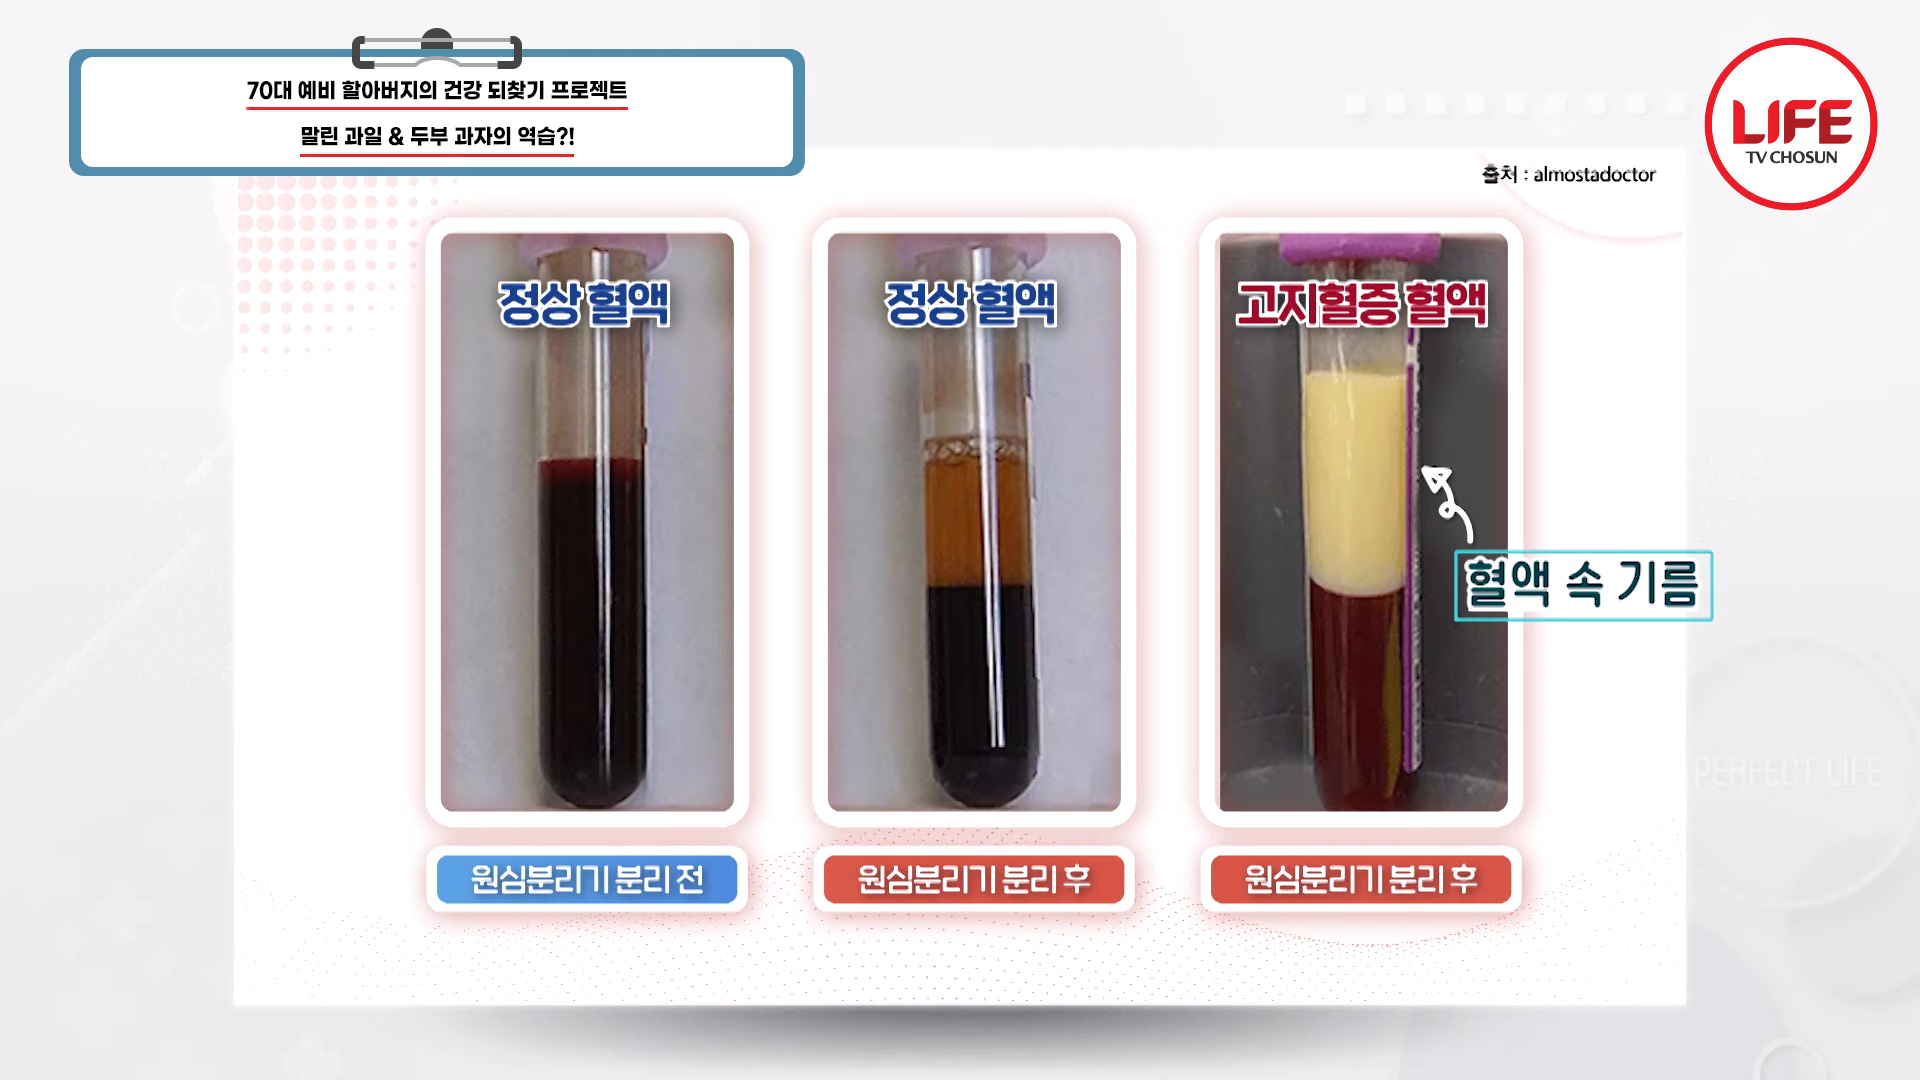 70대 예비 할아버지의 건강 되찾기 프로젝트
말린 과일 & 두부 과자의 역습?!
LIFE
TV CHOSUN
출처 : almostadoctor
정상 혈액
정상 혈액
고지혈증 혈액
혈액 속 기름
PERFECT LIFE
원심분리기 분리 전
원심분리기 분리 후
원심분리기 분리 후